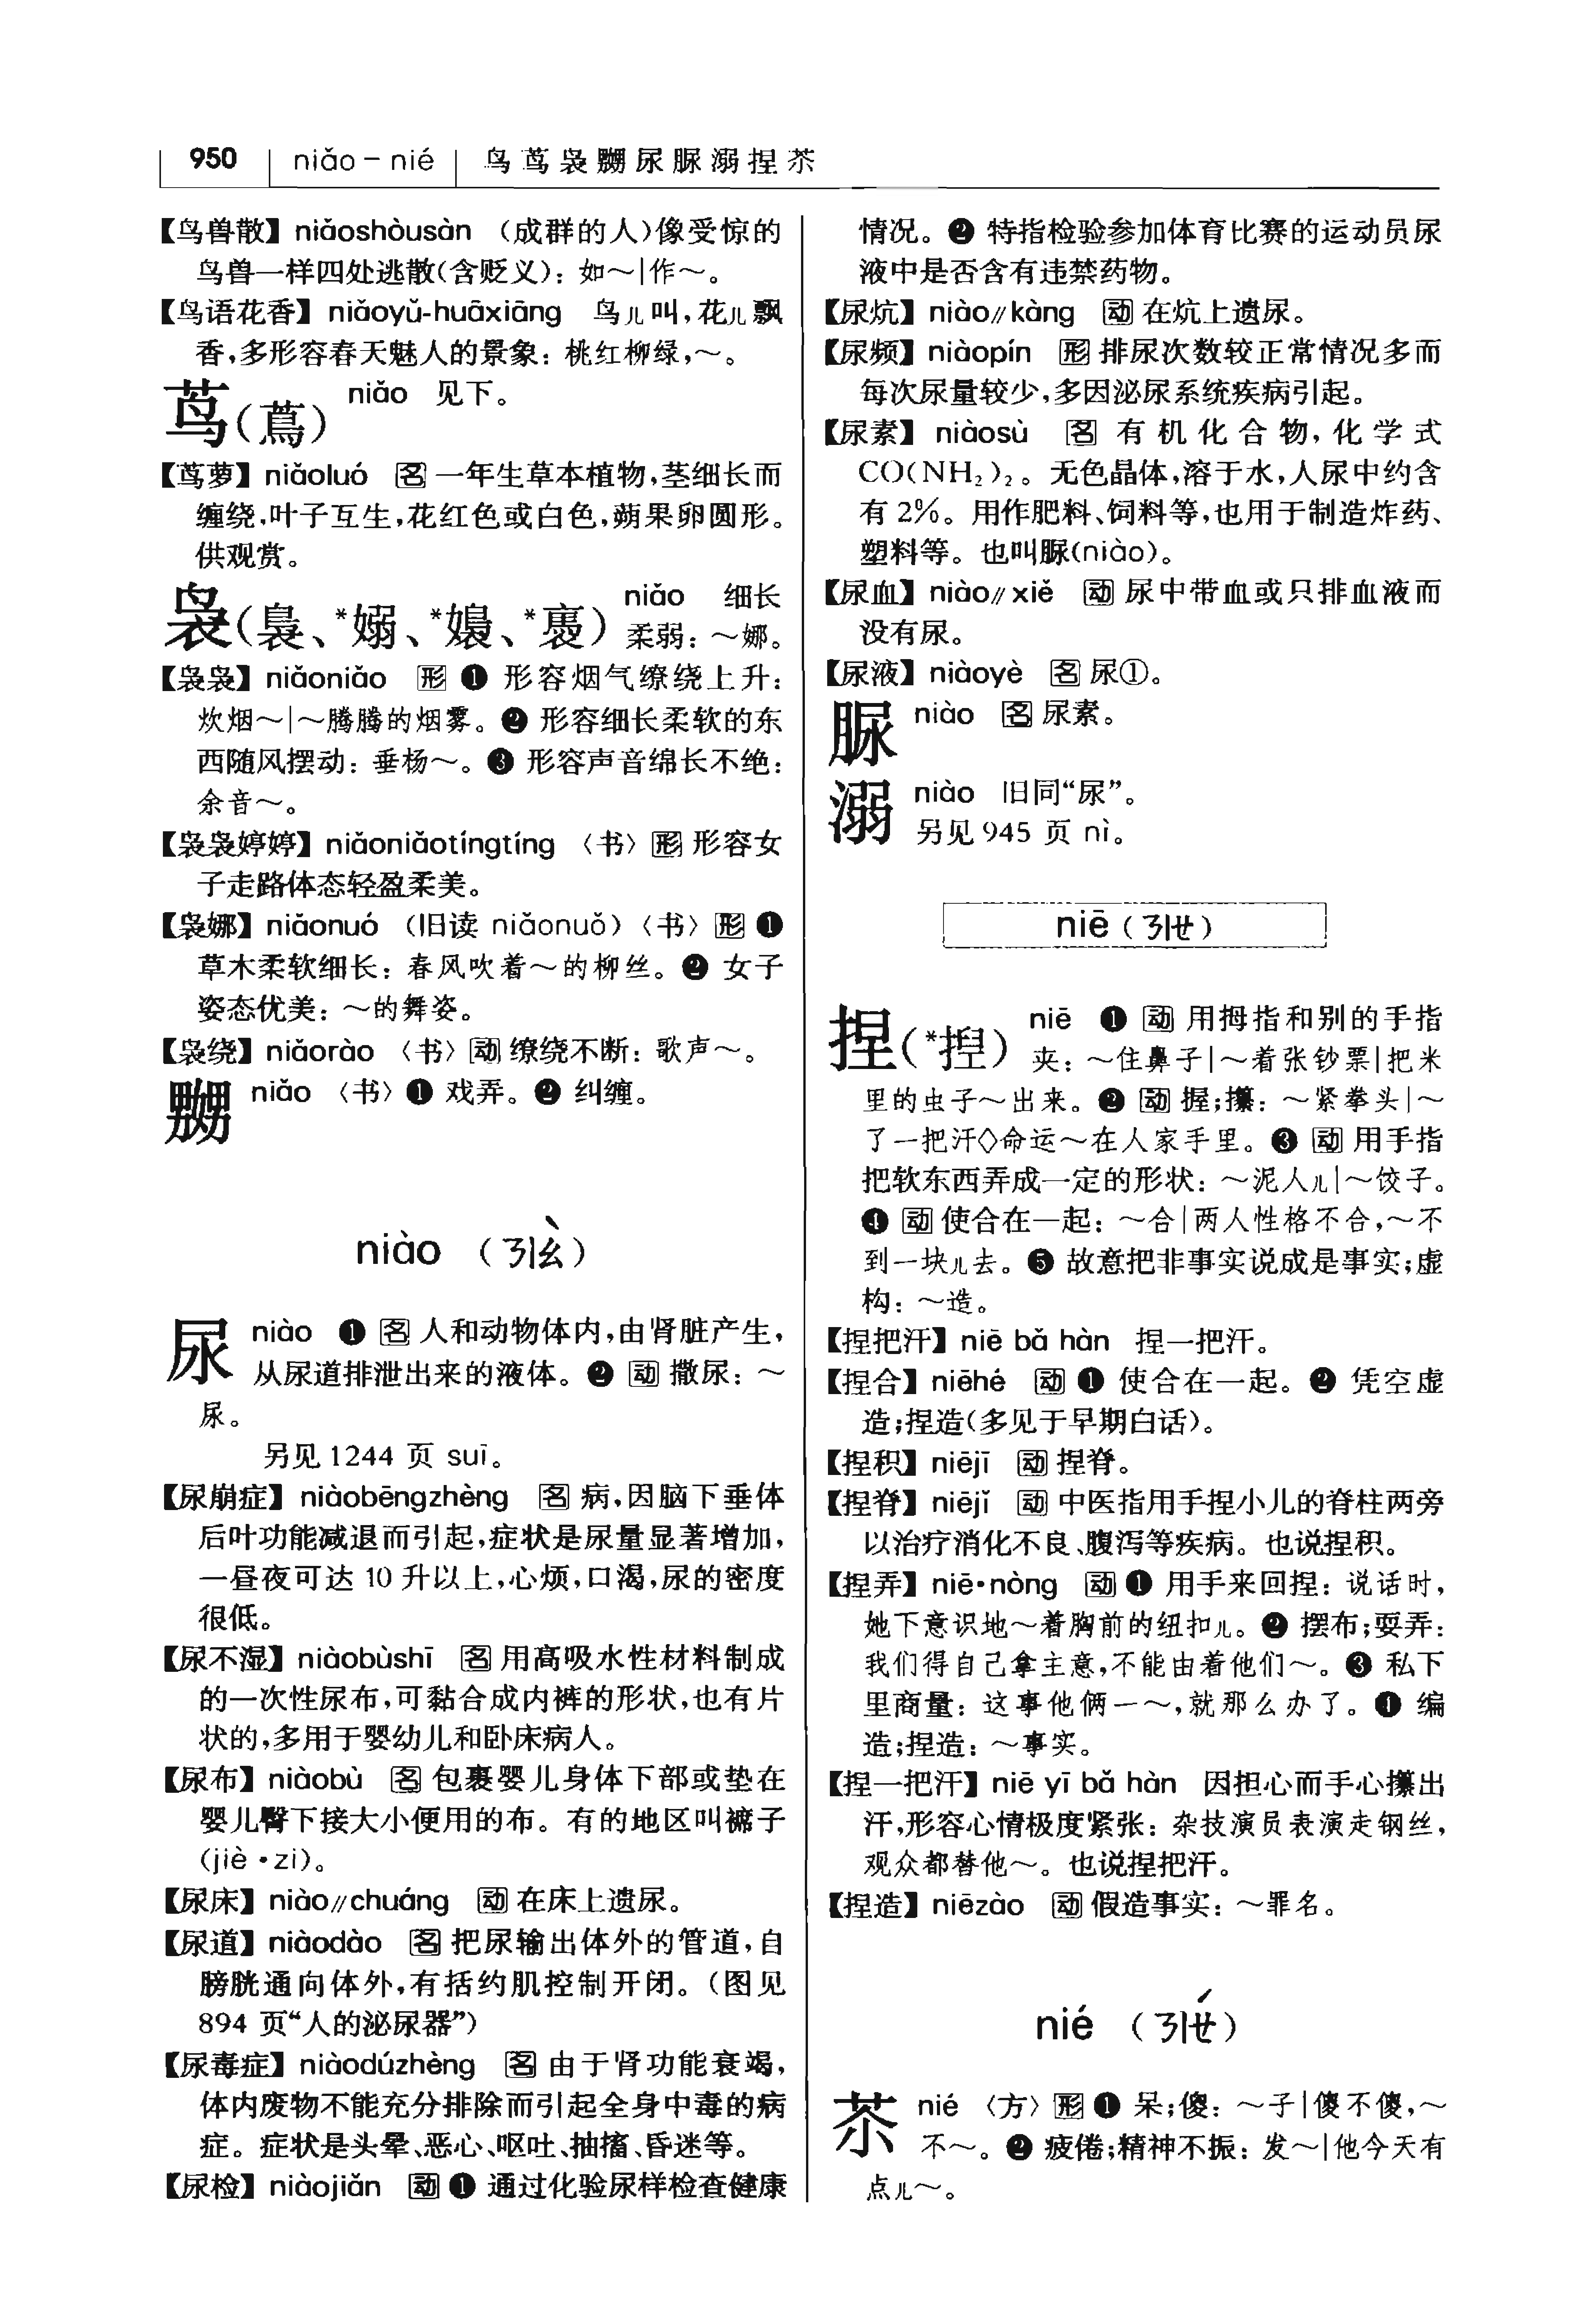 950 niǎo－nié 鸟茑袅嬲尿脲溺捏苶
【鸟兽散】niǎoshòusàn （成群的人）像受惊的
鸟兽一样四处逃散（含贬义）：如～|作～。
【鸟语花香】niǎoyǔ-huāxiāng 鸟儿叫，花儿飘
香，多形容春天魅人的景象：桃红柳绿，～。
茑（蔦） niǎo 见下。
【茑萝】niǎoluó 名 一年生草本植物，茎细长而
缠绕，叶子互生，花红色或白色，蒴果卵圆形。
供观赏。
袅（裊、*嫋、*嬝、*褭） niǎo 细长
柔弱：～娜。
【袅袅】niǎoniǎo 形 ❶ 形容烟气缭绕上升：
炊烟～|～腾腾的烟雾。❷ 形容细长柔软的东
西随风摆动：垂杨～。❸ 形容声音绵长不绝：
余音～。
【袅袅婷婷】niǎoniǎotíngtíng 〈书〉形 形容女
子走路体态轻盈柔美。
【袅娜】niǎonuó （旧读 niǎonuǒ）〈书〉形 ❶
草木柔软细长：春风吹着～的柳丝。❷ 女子
姿态优美：～的舞姿。
【袅绕】niǎorào 〈书〉动 缭绕不断：歌声～。
嬲 niǎo 〈书〉❶ 戏弄。❷ 纠缠。
niào （ㄋㄧㄠˋ）
尿 niào ❶ 名 人和动物体内，由肾脏产生，
从尿道排泄出来的液体。❷ 动 撒尿：～
尿。
另见1244 页 suī。
【尿崩症】niàobēngzhèng 名 病，因脑下垂体
后叶功能减退而引起，症状是尿量显著增加，
一昼夜可达 10 升以上，心烦，口渴，尿的密度
很低。
【尿不湿】niàobùshī 名 用高吸水性材料制成
的一次性尿布，可黏合成内裤的形状，也有片
状的，多用于婴幼儿和卧床病人。
【尿布】niàobù 名 包裹婴儿身体下部或垫在
婴儿臀下接大小便用的布。有的地区叫褯子
（jiè·zi）。
【尿床】niào∥chuáng 动 在床上遗尿。
【尿道】niàodào 名 把尿输出体外的管道，自
膀胱通向体外，有括约肌控制开闭。（图见
894 页“人的泌尿器”）
【尿毒症】niàodúzhèng 名 由于肾功能衰竭，
体内废物不能充分排除而引起全身中毒的病
症。症状是头晕、恶心、呕吐、抽搐、昏迷等。
【尿检】niàojiǎn 动 ❶ 通过化验尿样检查健康
情况。❷ 特指检验参加体育比赛的运动员尿
液中是否含有违禁药物。
【尿炕】niào∥kàng 动 在炕上遗尿。
【尿频】niàopín 形 排尿次数较正常情况多而
每次尿量较少，多因泌尿系统疾病引起。
【尿素】niàosù 名 有机化合物，化学式
CO(NH₂)₂。无色晶体，溶于水，人尿中约含
有 2%。用作肥料、饲料等，也用于制造炸药、
塑料等。也叫脲（niào）。
【尿血】niào∥xiě 动 尿中带血或只排血液而
没有尿。
【尿液】niàoyè 名 尿①。
脲 niào 名 尿素。
溺 niào 旧同“尿”。
另见 945 页 nì。
niē（ㄋㄧㄝ）
捏（*揑） niē ❶ 动 用拇指和别的手指
夹：～住鼻子|～着张钞票|把米
里的虫子～出来。❷ 动 握；攥：～紧拳头|～
了一把汗◇命运～在人家手里。❸ 动 用手指
把软东西弄成一定的形状：～泥人儿|～饺子。
❹ 动 使合在一起：～合|两人性格不合，～不
到一块儿去。❺ 故意把非事实说成是事实；虚
构：～造。
【捏把汗】niē bǎ hàn 捏一把汗。
【捏合】niēhé 动 ❶ 使合在一起。❷ 凭空虚
造；捏造（多见于早期白话）。
【捏积】niējī 动 捏脊。
【捏脊】niējǐ 动 中医指用手捏小儿的脊柱两旁
以治疗消化不良、腹泻等疾病。也说捏积。
【捏弄】niē·nòng 动 ❶ 用手来回捏：说话时，
她下意识地～着胸前的纽扣儿。❷ 摆布；耍弄：
我们得自己拿主意，不能由着他们～。❸ 私下
里商量：这事他俩一～，就那么办了。❹ 编
造；捏造：～事实。
【捏一把汗】niē yī bǎ hàn 因担心而手心攥出
汗，形容心情极度紧张：杂技演员表演走钢丝，
观众都替他～。也说捏把汗。
【捏造】niēzào 动 假造事实：～罪名。
nié （ㄋㄧㄝˊ）
苶 nié 〈方〉形 ❶ 呆；傻：～子|傻不傻，～
不～。❷ 疲倦；精神不振：发～|他今天有
点儿～。